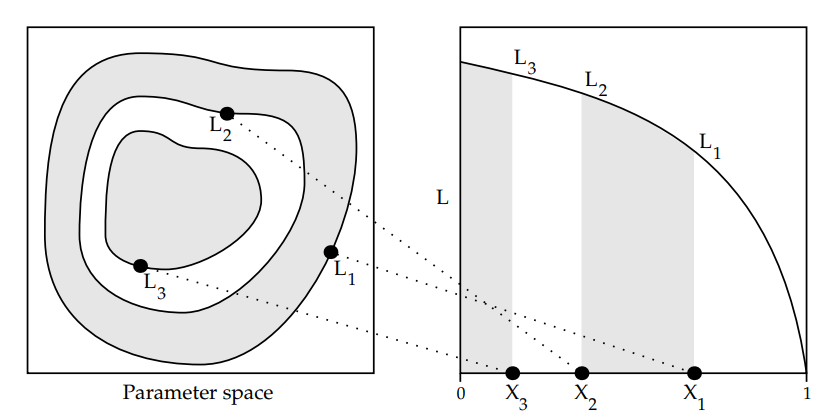 L₂
L₁
L₃
Parameter space
L
L₃
L₂
L₁
0
X₃
X₂
X₁
1